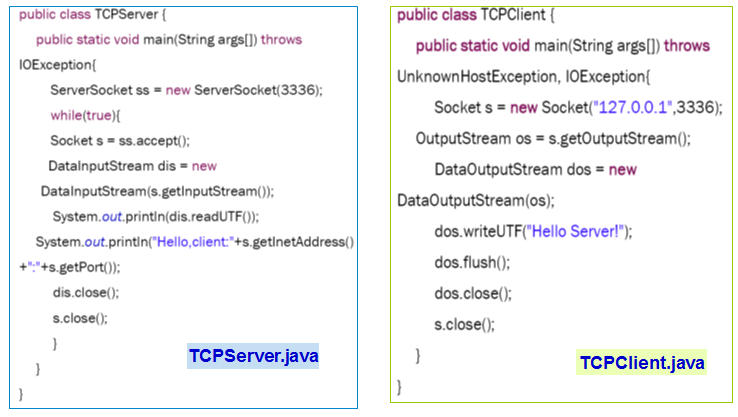 public class TCPServer {
public static void main(String args[]) throws
IOException{
ServerSocket ss = new ServerSocket(3336);
while(true){
Socket s = ss.accept();
DataInputStream dis = new
DataInputStream(s.getInputStream());
System.out.println(dis.readUTF());
System.out.println("Hello,client:"+s.getInetAddress()
+":"+s.getPort());
dis.close();
s.close();
}
}
}
TCPServer.java
public class TCPClient {
public static void main(String args[]) throws
UnknownHostException, IOException{
Socket s = new Socket("127.0.0.1",3336);
OutputStream os = s.getOutputStream();
DataOutputStream dos = new
DataOutputStream(os);
dos.writeUTF("Hello Server!");
dos.flush();
dos.close();
s.close();
}
}
TCPClient.java